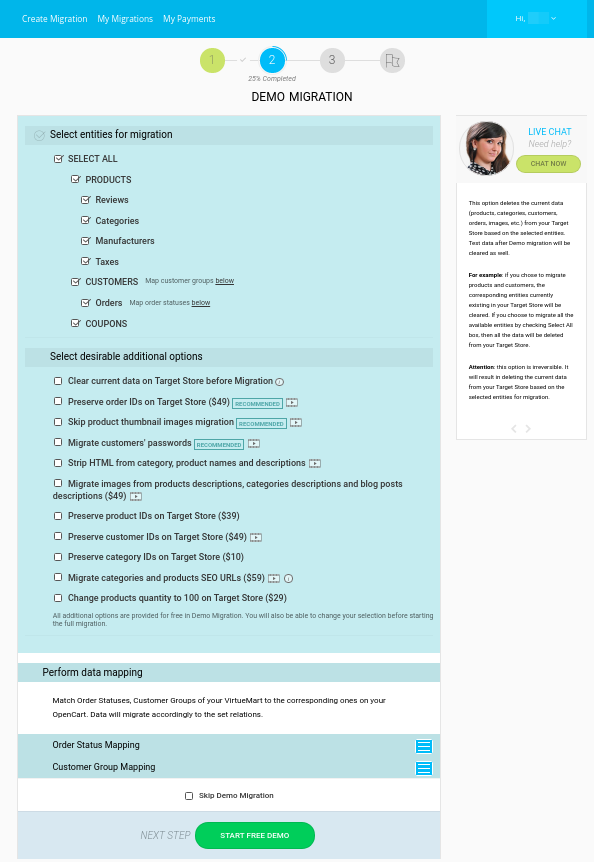 Create Migration My Migrations My Payments
Hi,
1 2 3
25% Completed
DEMO MIGRATION
Select entities for migration
SELECT ALL
PRODUCTS
Reviews
Categories
Manufacturers
Taxes
CUSTOMERS Map customer groups below
Orders Map order statuses below
COUPONS
Select desirable additional options
Clear current data on Target Store before Migration
Preserve order IDs on Target Store ($49) RECOMMENDED
Skip product thumbnail images migration RECOMMENDED
Migrate customers' passwords RECOMMENDED
Strip HTML from category, product names and descriptions
Migrate images from products descriptions, categories descriptions and blog posts
descriptions ($49)
Preserve product IDs on Target Store ($39)
Preserve customer IDs on Target Store ($49)
Preserve category IDs on Target Store ($10)
Migrate categories and products SEO URLs ($59)
Change products quantity to 100 on Target Store ($29)
All additional options are provided for free in Demo Migration. You will also be able to change your selection before starting
the full migration.
Perform data mapping
Match Order Statuses, Customer Groups of your VirtueMart to the corresponding ones on your
OpenCart. Data will migrate accordingly to the set relations.
Order Status Mapping
Customer Group Mapping
Skip Demo Migration
NEXT STEP START FREE DEMO
LIVE CHAT
Need help?
CHAT NOW
This option deletes the current data
(products, categories, customers,
orders, images, etc.) from your Target
Store based on the selected entities.
Test data after Demo migration will be
cleared as well.
For example: if you chose to migrate
products and customers, the
corresponding entities currently
existing in your Target Store will be
cleared. If you choose to migrate all the
available entities by checking Select All
box, then all the data will be deleted
from your Target Store.
Attention: this option is irreversible. It
will result in deleting the current data
from your Target Store based on the
selected entities for migration.